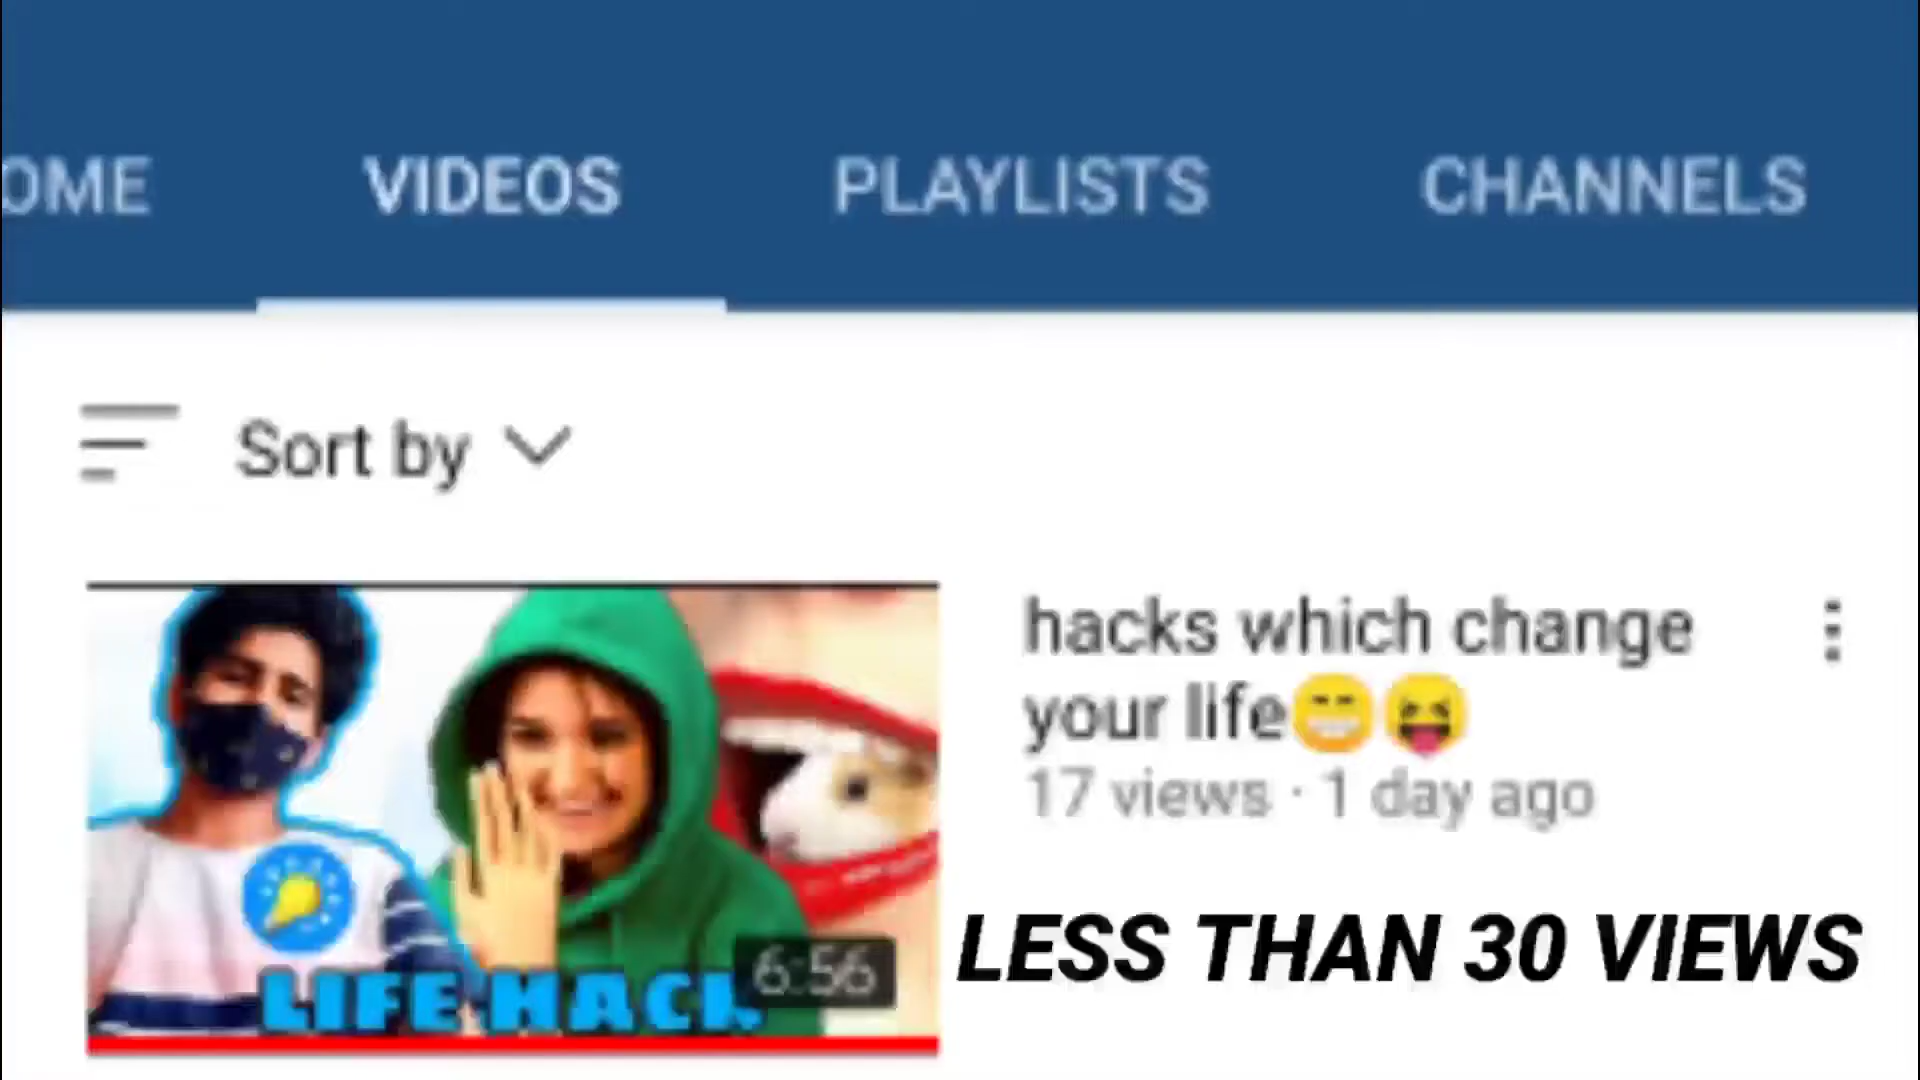 OME VIDEOS PLAYLISTS CHANNELS
Sort by
hacks which change
your life😁😝
17 views · 1 day ago
LESS THAN 30 VIEWS
6:56
LIFE HACK